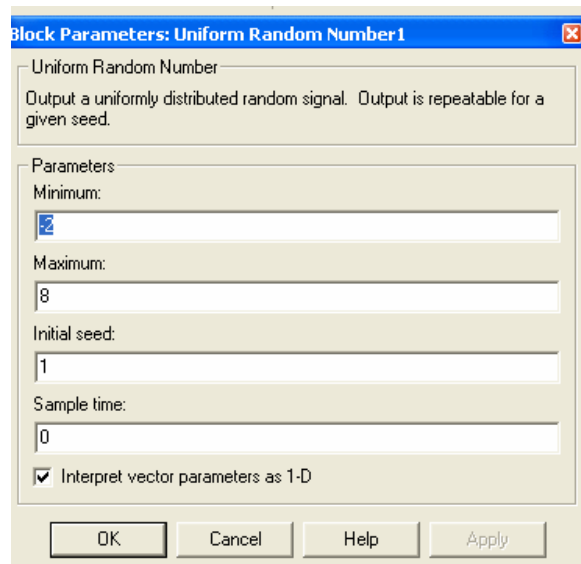 Block Parameters: Uniform Random Number1
Uniform Random Number
Output a uniformly distributed random signal.  Output is repeatable for a
given seed.
Parameters
Minimum:
-2
Maximum:
8
Initial seed:
1
Sample time:
0
Interpret vector parameters as 1-D
OK Cancel Help Apply